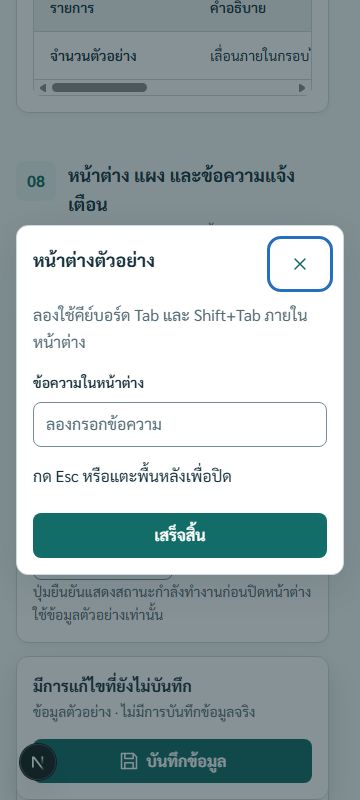 รายการ คำอธิบาย
จำนวนตัวอย่าง เลื่อนภายในกรอบ
08 หน้าต่าง แผง และข้อความแจ้ง
เตือน
หน้าต่างตัวอย่าง
ลองใช้คีย์บอร์ด Tab และ Shift+Tab ภายใน
หน้าต่าง
ข้อความในหน้าต่าง
ลองกรอกข้อความ
กด Esc หรือแตะพื้นหลังเพื่อปิด
เสร็จสิ้น
ปุ่มยืนยันแสดงสถานะกำลังทำงานก่อนปิดหน้าต่าง
ใช้ข้อมูลตัวอย่างเท่านั้น
มีการแก้ไขที่ยังไม่บันทึก
ข้อมูลตัวอย่าง · ไม่มีการบันทึกข้อมูลจริง
N บันทึกข้อมูล